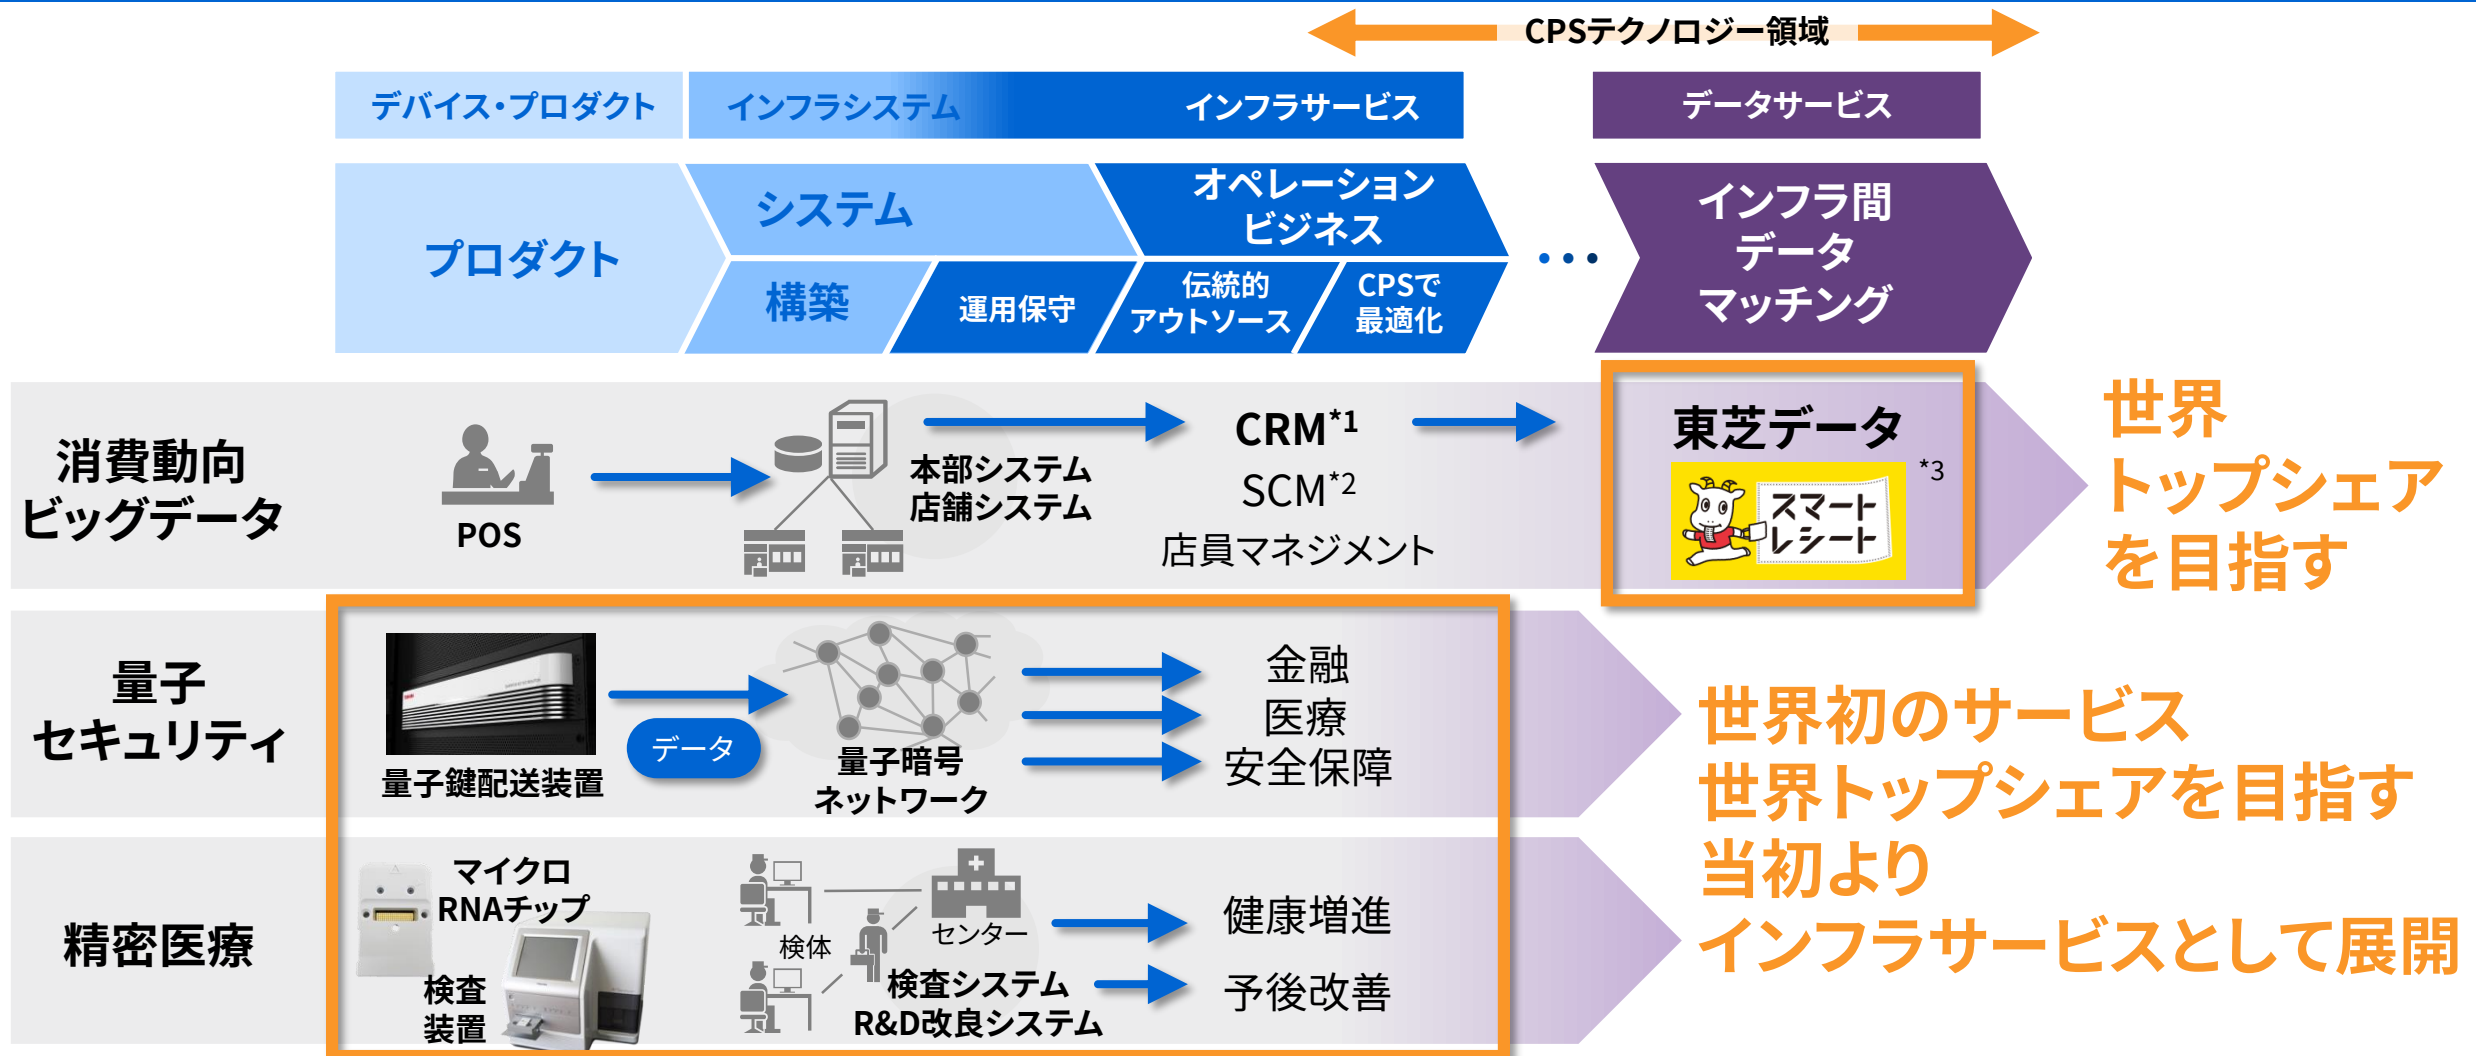 CPSテクノロジー領域
デバイス・プロダクト
インフラシステム
インフラサービス
データサービス
プロダクト
システム
オペレーション
ビジネス
構築
運用保守
伝統的
アウトソース
CPSで
最適化
インフラ間
データ
マッチング
消費動向
ビッグデータ
POS
本部システム
店舗システム
CRM*1
SCM*2
店員マネジメント
東芝データ
スマート
レシート
*3
世界
トップシェア
を目指す
量子
セキュリティ
量子鍵配送装置
データ
量子暗号
ネットワーク
金融
医療
安全保障
世界初のサービス
世界トップシェアを目指す
当初より
インフラサービスとして展開
精密医療
マイクロ
RNAチップ
検査
装置
検体
センター
検査システム
R&D改良システム
健康増進
予後改善